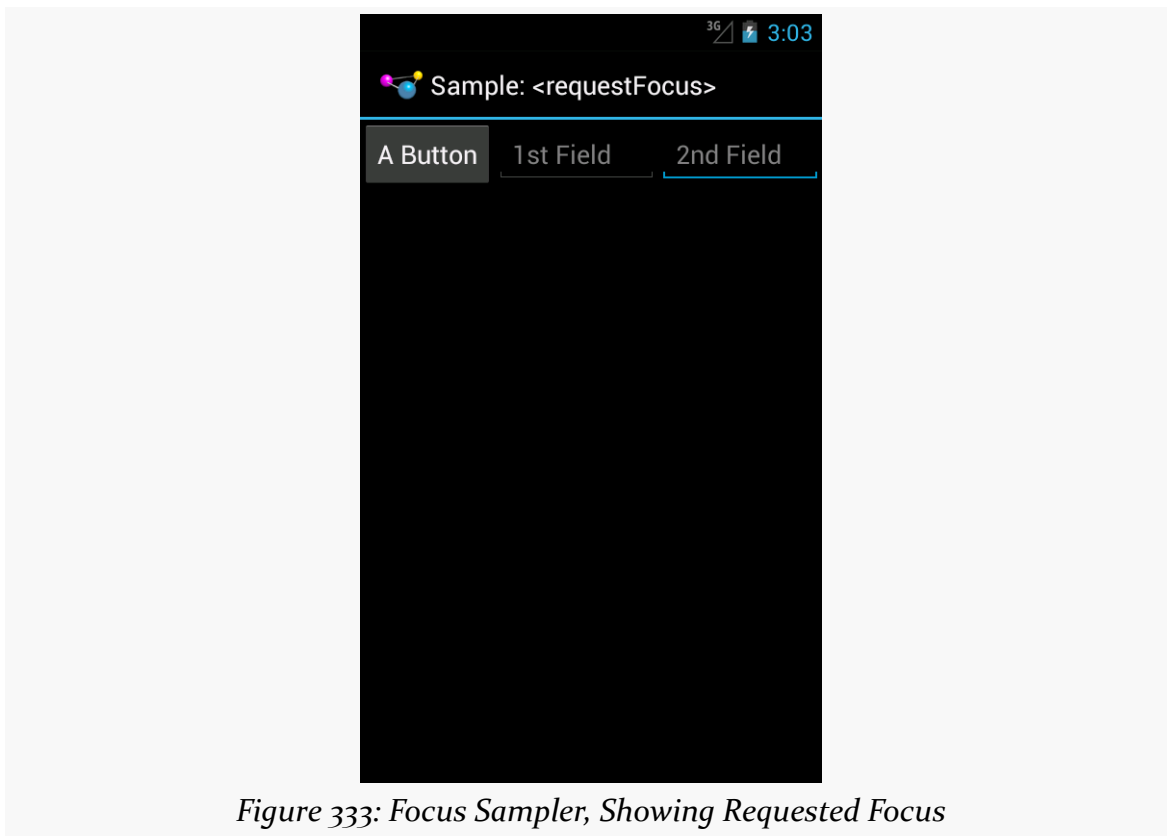 3G 3:03
Sample: <requestFocus>
A Button 1st Field 2nd Field
Figure 333: Focus Sampler, Showing Requested Focus